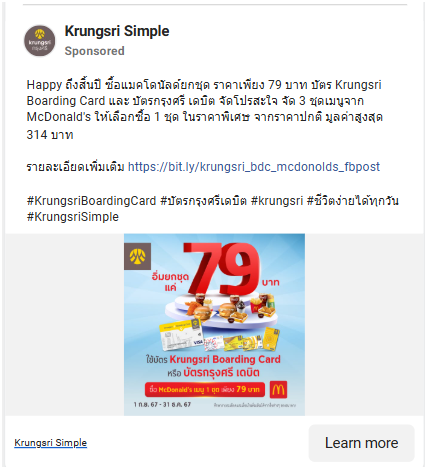 Krungsri Simple
Sponsored
Happy ถึงสิ้นปี ซื้อแมคโดนัลด์ยกชุด ราคาเพียง 79 บาท บัตร Krungsri
Boarding Card และ บัตรกรุงศรี เดบิต จัดโปรสะใจ จัด 3 ชุดเมนูจาก
McDonald's ให้เลือกซื้อ 1 ชุด ในราคาพิเศษ จากราคาปกติ มูลค่าสูงสุด
314 บาท
รายละเอียดเพิ่มเติม https://bit.ly/krungsri_bdc_mcdonolds_fbpost
#KrungsriBoardingCard #บัตรกรุงศรีเดบิต #krungsri #ชีวิตง่ายได้ทุกวัน
#KrungsriSimple
krungsri
กรุงศรี
อิ่มยกชุด
แค่
79
บาท
VISA
ใช้บัตร Krungsri Boarding Card
หรือ บัตรกรุงศรี เดบิต
ซื้อ McDonald's เมนู 1 ชุด เพียง 79 บาท
1 ก.ย. 67 - 31 ธ.ค. 67
Krungsri Simple
Learn more